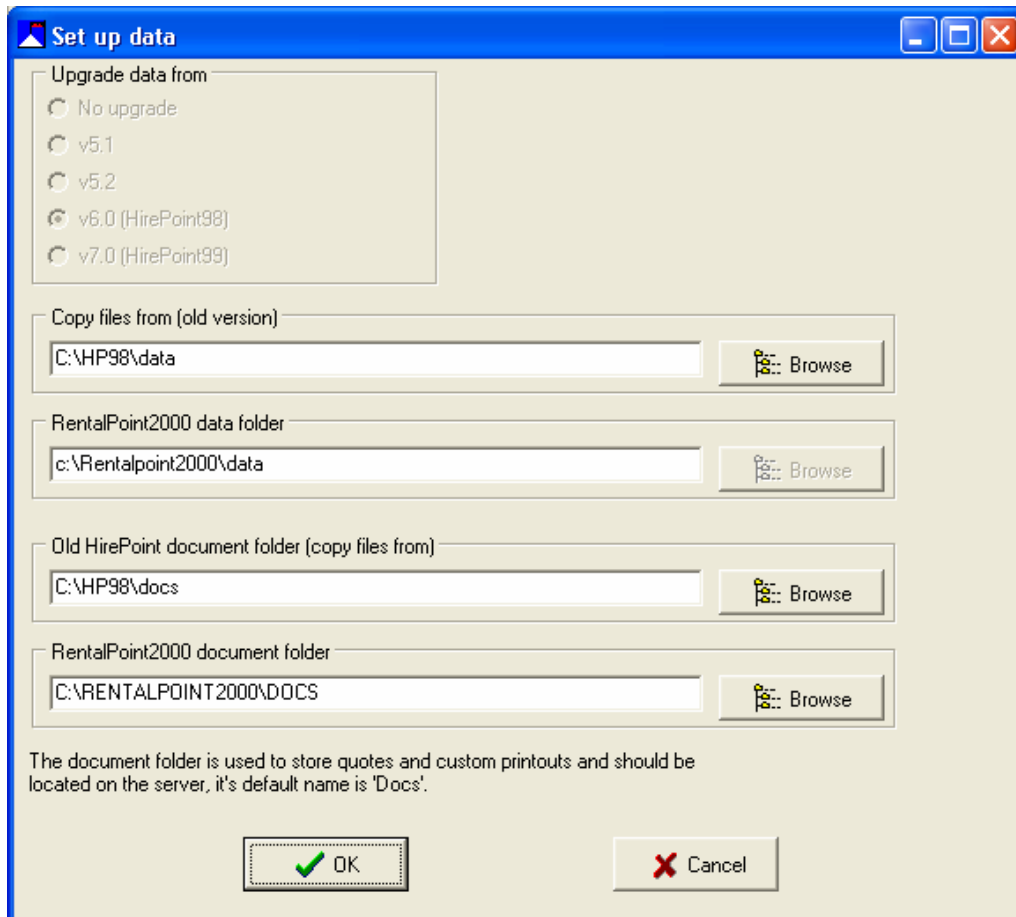 Set up data
Upgrade data from
No upgrade
v5.1
v5.2
v6.0 (HirePoint98)
v7.0 (HirePoint99)
Copy files from (old version)
C:\HP98\data
Browse
RentalPoint2000 data folder
c:\Rentalpoint2000\data
Browse
Old HirePoint document folder (copy files from)
C:\HP98\docs
Browse
RentalPoint2000 document folder
C:\RENTALPOINT2000\DOCS
Browse
The document folder is used to store quotes and custom printouts and should be
located on the server, it's default name is 'Docs'.
OK
Cancel